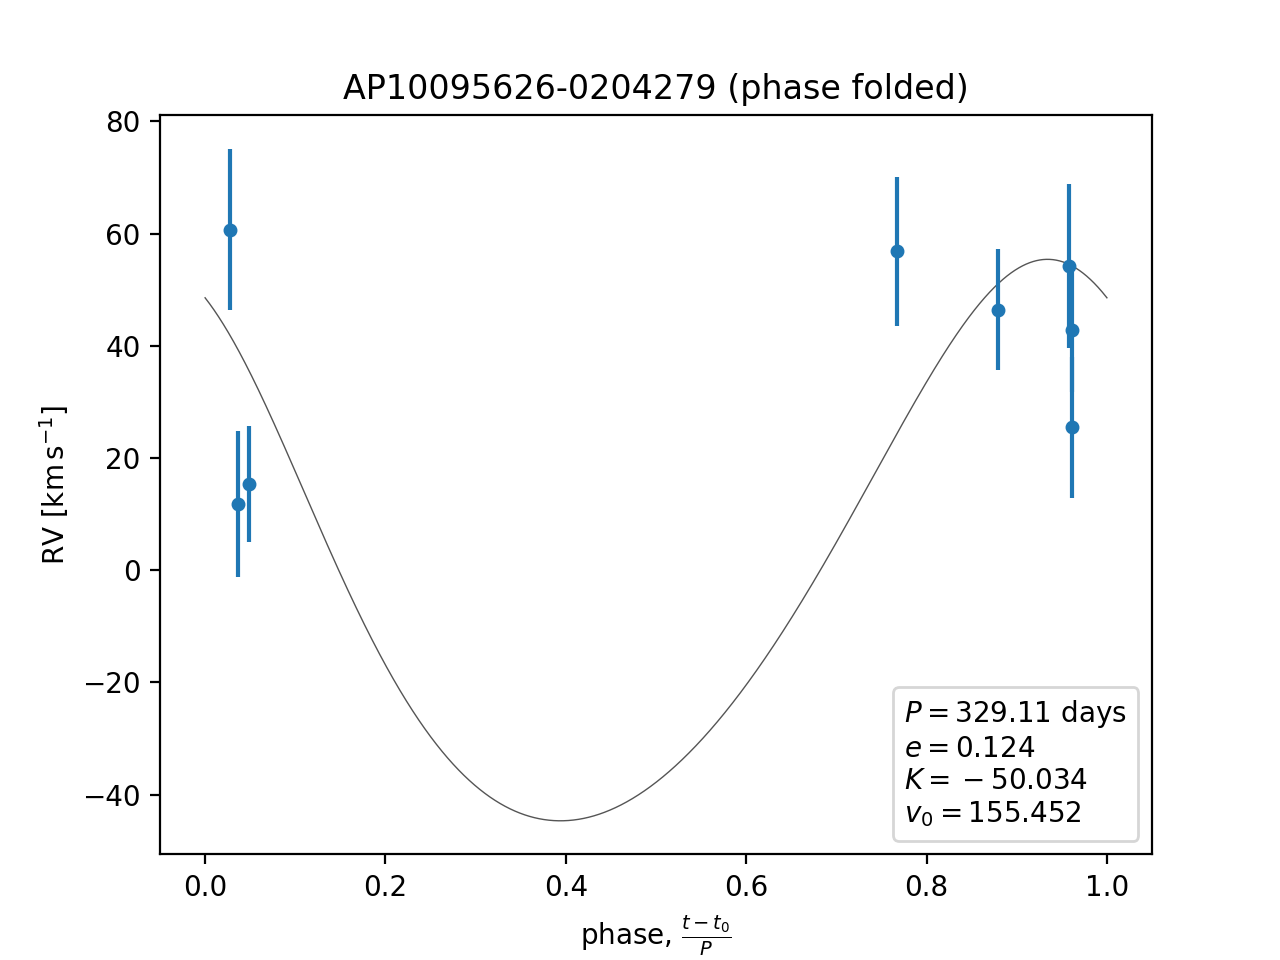 AP10095626-0204279 (phase folded)
80
60
40
20
0
−20
−40
RV [km s⁻¹]
P = 329.11 days
e = 0.124
K = − 50.034
v₀ = 155.452
0.0 0.2 0.4 0.6 0.8 1.0
phase, (t − t₀)/P